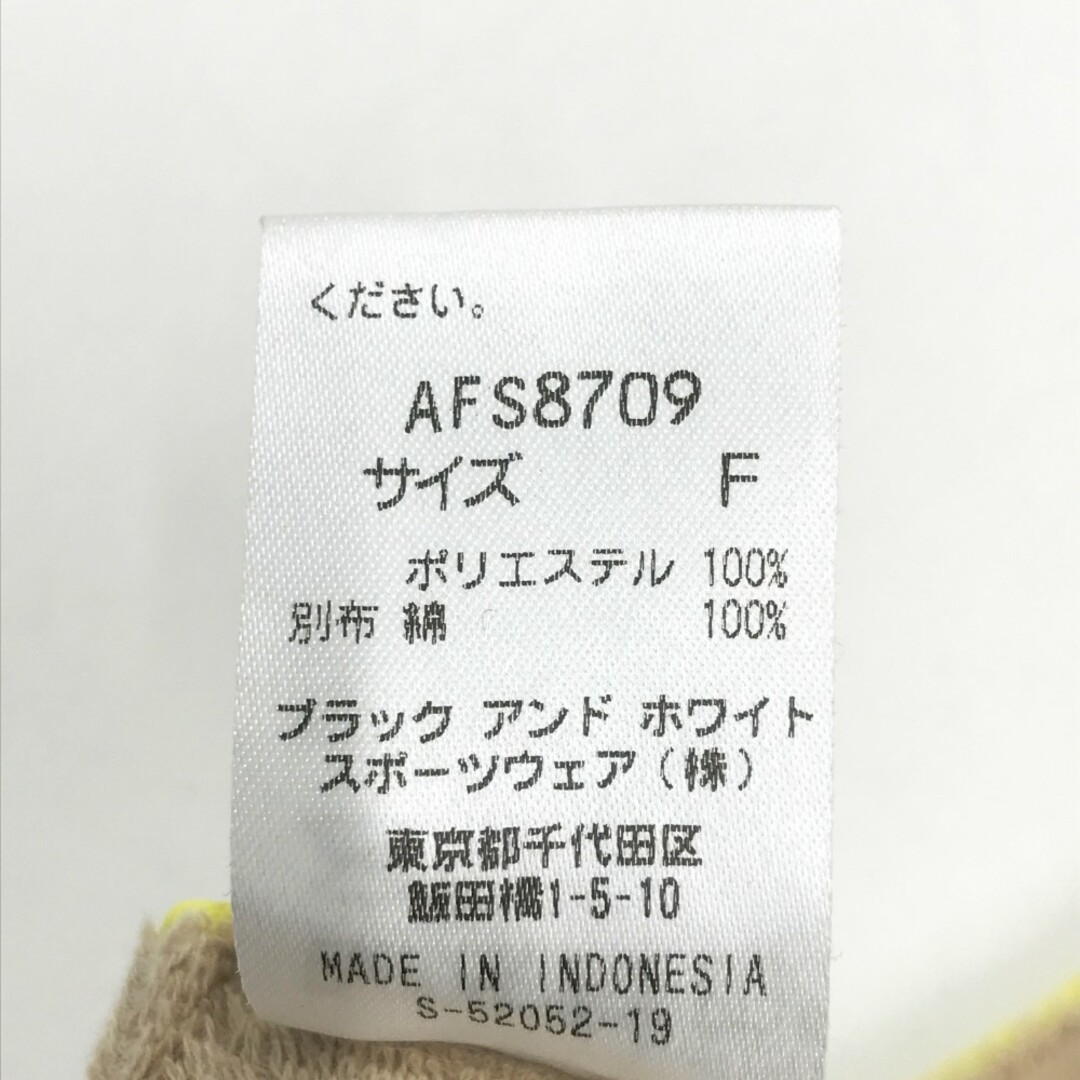 ください。
AFS8709
サイズ F
ポリエステル 100%
別布 綿 100%
ブラック アンド ホワイト
スポーツウェア(株)
東京都千代田区
飯田橋1-5-10
MADE IN INDONESIA
S-52052-19